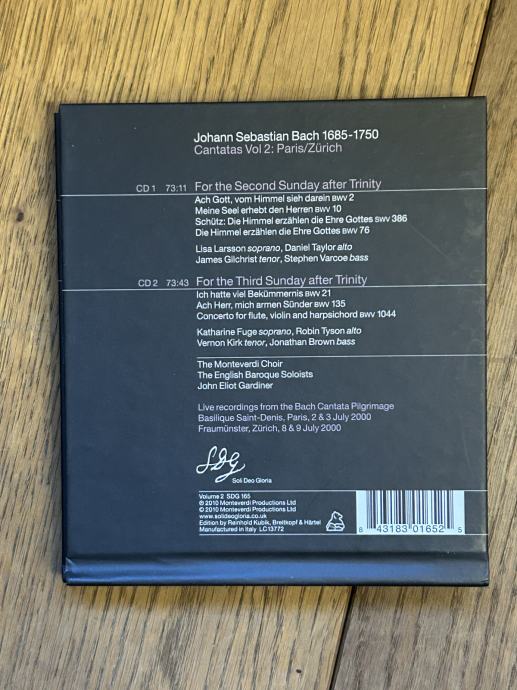 Johann Sebastian Bach 1685-1750
Cantatas Vol 2: Paris/Zürich
CD 1 73:11 For the Second Sunday after Trinity
Ach Gott, vom Himmel sieh darein BWV 2
Meine Seel erhebt den Herren BWV 10
Schütz: Die Himmel erzählen die Ehre Gottes SWV 386
Die Himmel erzählen die Ehre Gottes BWV 76
Lisa Larsson soprano, Daniel Taylor alto
James Gilchrist tenor, Stephen Varcoe bass
CD 2 73:43 For the Third Sunday after Trinity
Ich hatte viel Bekümmernis BWV 21
Ach Herr, mich armen Sünder BWV 135
Concerto for flute, violin and harpsichord BWV 1044
Katharine Fuge soprano, Robin Tyson alto
Vernon Kirk tenor, Jonathan Brown bass
The Monteverdi Choir
The English Baroque Soloists
John Eliot Gardiner
Live recordings from the Bach Cantata Pilgrimage
Basilique Saint-Denis, Paris, 2 & 3 July 2000
Fraumünster, Zürich, 8 & 9 July 2000
SDG
Soli Deo Gloria
Volume 2 SDG 165
℗ 2010 Monteverdi Productions Ltd
© 2010 Monteverdi Productions Ltd
www.solideogloria.co.uk
Edition by Reinhold Kubik, Breitkopf & Härtel
Manufactured in Italy LC13772
8 43183 01652 5